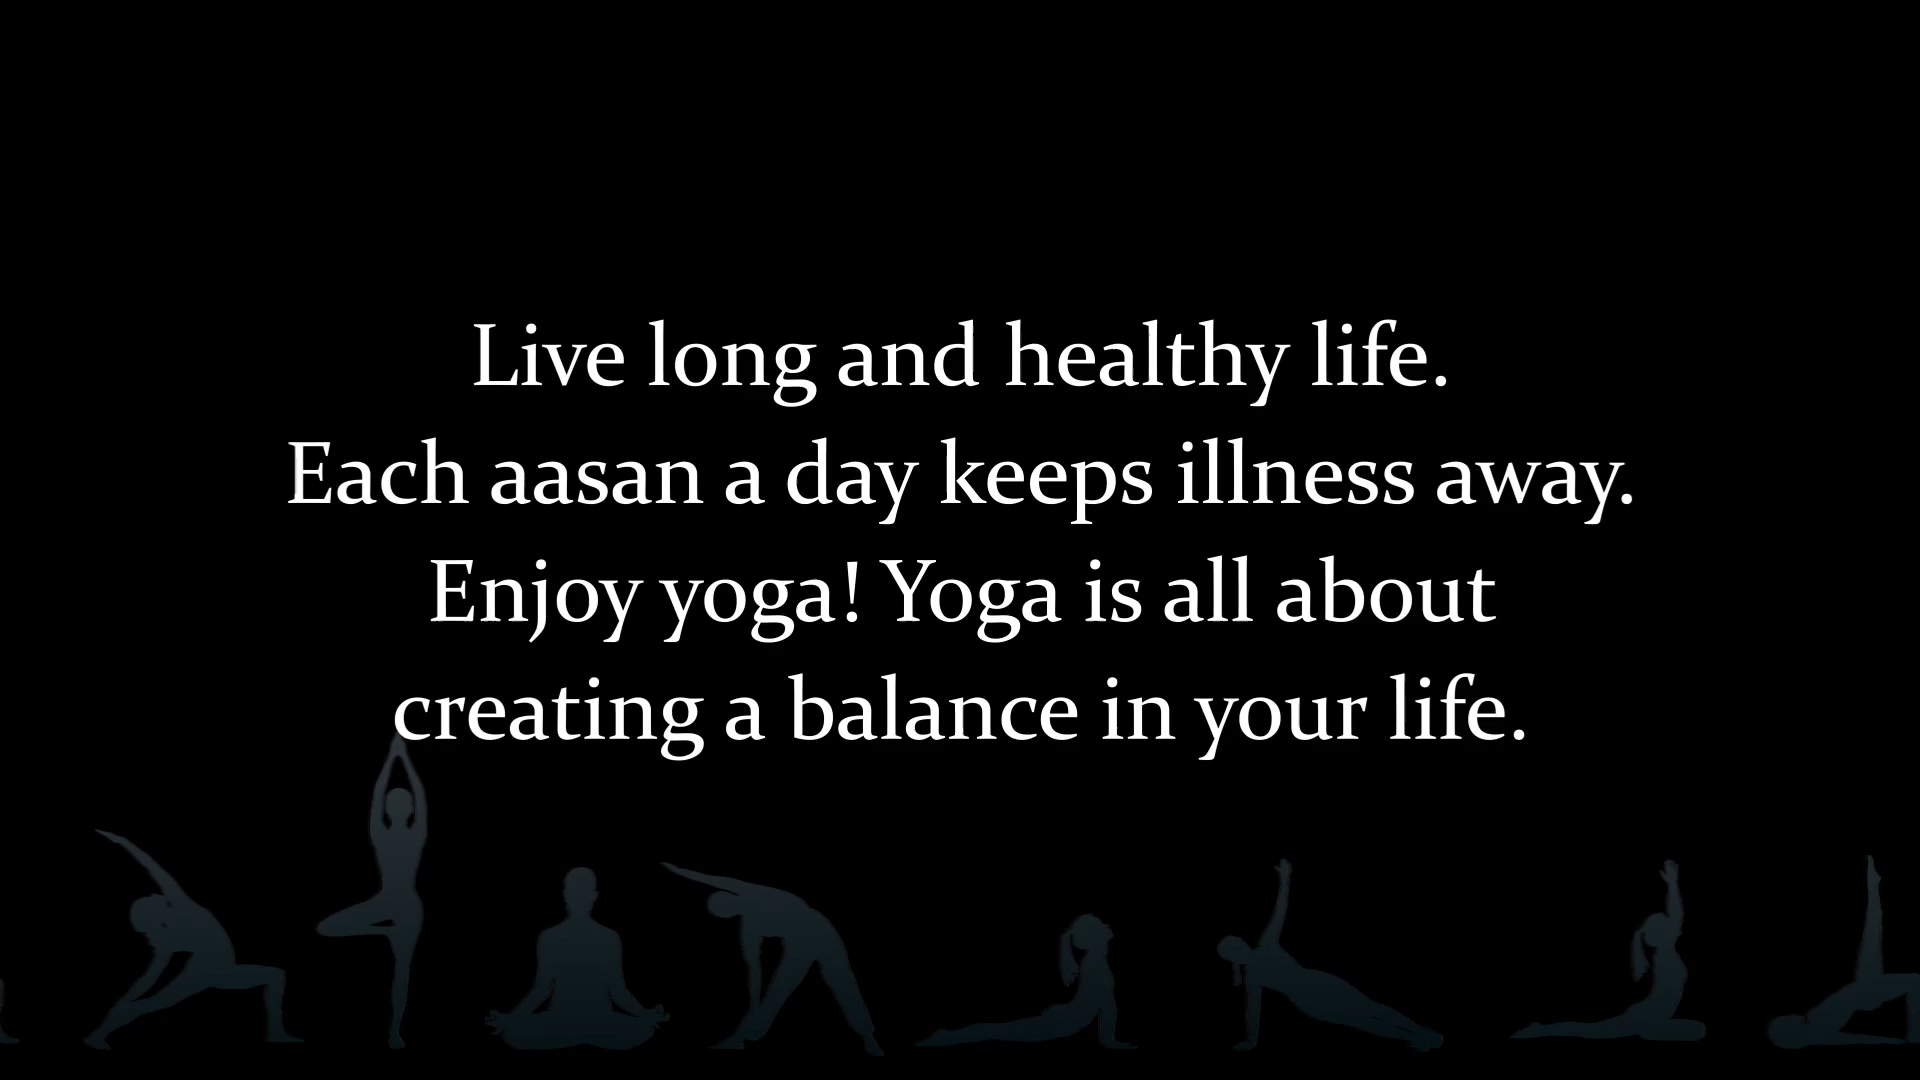 Live long and healthy life.
Each aasan a day keeps illness away.
Enjoy yoga! Yoga is all about
creating a balance in your life.